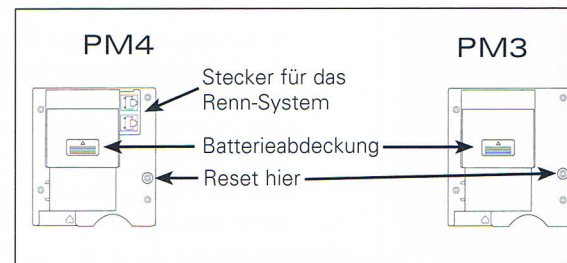 PM4
PM3
Stecker für das
Renn-System
Batterieabdeckung
Reset hier